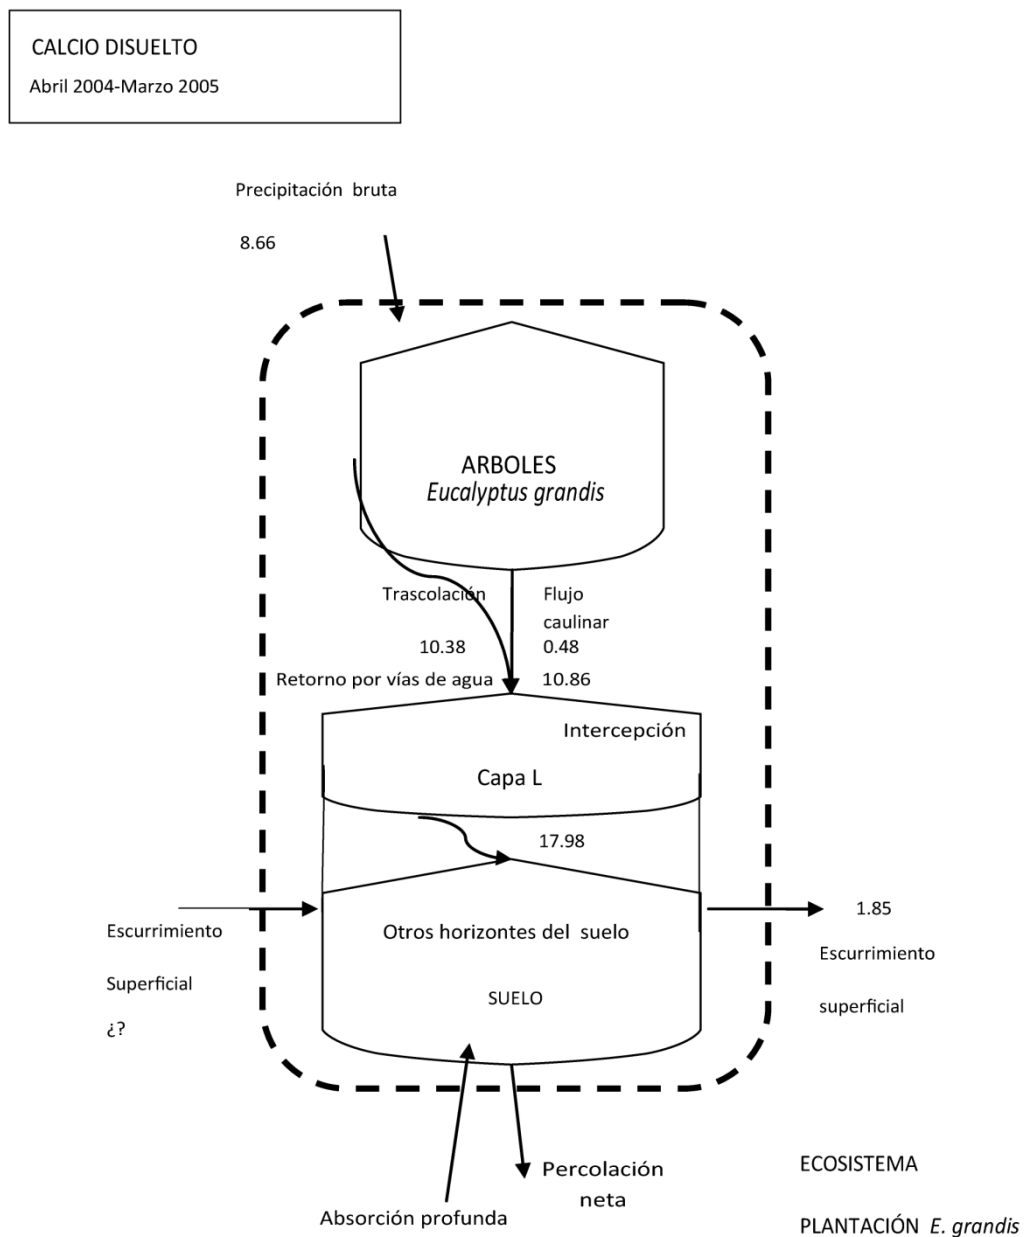 CALCIO DISUELTO
Abril 2004-Marzo 2005
Precipitación bruta
8.66
ARBOLES
Eucalyptus grandis
Trascolación
10.38
Flujo
caulinar
0.48
Retorno por vías de agua
10.86
Intercepción
Capa L
17.98
Escurrimiento
Superficial
¿?
Otros horizontes del suelo
SUELO
1.85
Escurrimiento
superficial
Absorción profunda
Percolación
neta
ECOSISTEMA
PLANTACIÓN E. grandis